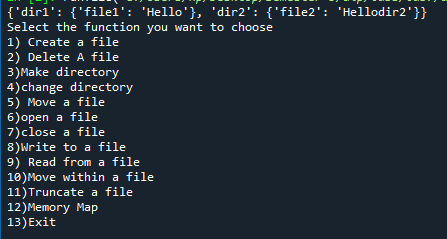 {'dir1': {'file1': 'Hello'}, 'dir2': {'file2': 'Hellodir2'}}
Select the function you want to choose
1) Create a file
2) Delete A file
3)Make directory
4)change directory
5) Move a file
6)open a file
7)close a file
8)Write to a file
9) Read from a file
10)Move within a file
11)Truncate a file
12)Memory Map
13)Exit